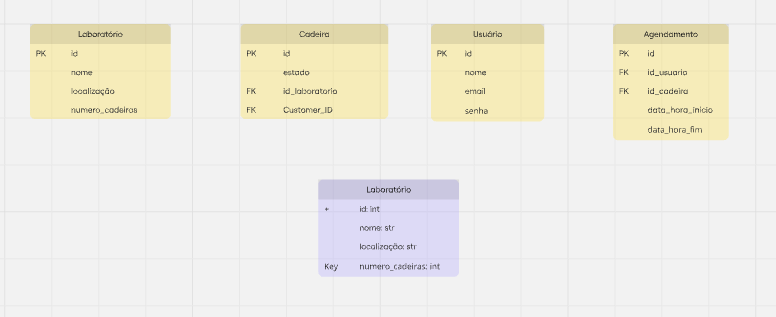 Laboratório
PK id
nome
localização
numero_cadeiras
Cadeira
PK id
estado
FK id_laboratorio
FK Customer_ID
Usuário
PK id
nome
email
senha
Agendamento
PK id
FK id_usuario
FK id_cadeira
data_hora_inicio
data_hora_fim
Laboratório
+ id: int
nome: str
localização: str
Key numero_cadeiras: int